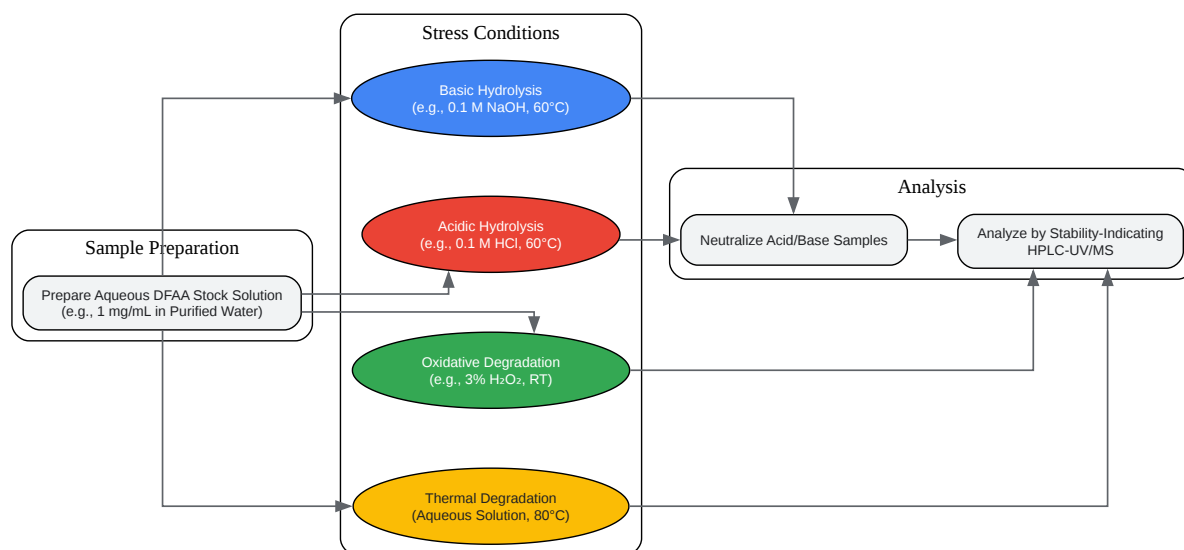 Stress Conditions
Basic Hydrolysis
(e.g., 0.1 M NaOH, 60°C)
Analysis
Acidic Hydrolysis
(e.g., 0.1 M HCl, 60°C)
Neutralize Acid/Base Samples
Analyze by Stability-Indicating
HPLC-UV/MS
Sample Preparation
Prepare Aqueous DFAA Stock Solution
(e.g., 1 mg/mL in Purified Water)
Oxidative Degradation
(e.g., 3% H₂O₂, RT)
Thermal Degradation
(Aqueous Solution, 80°C)